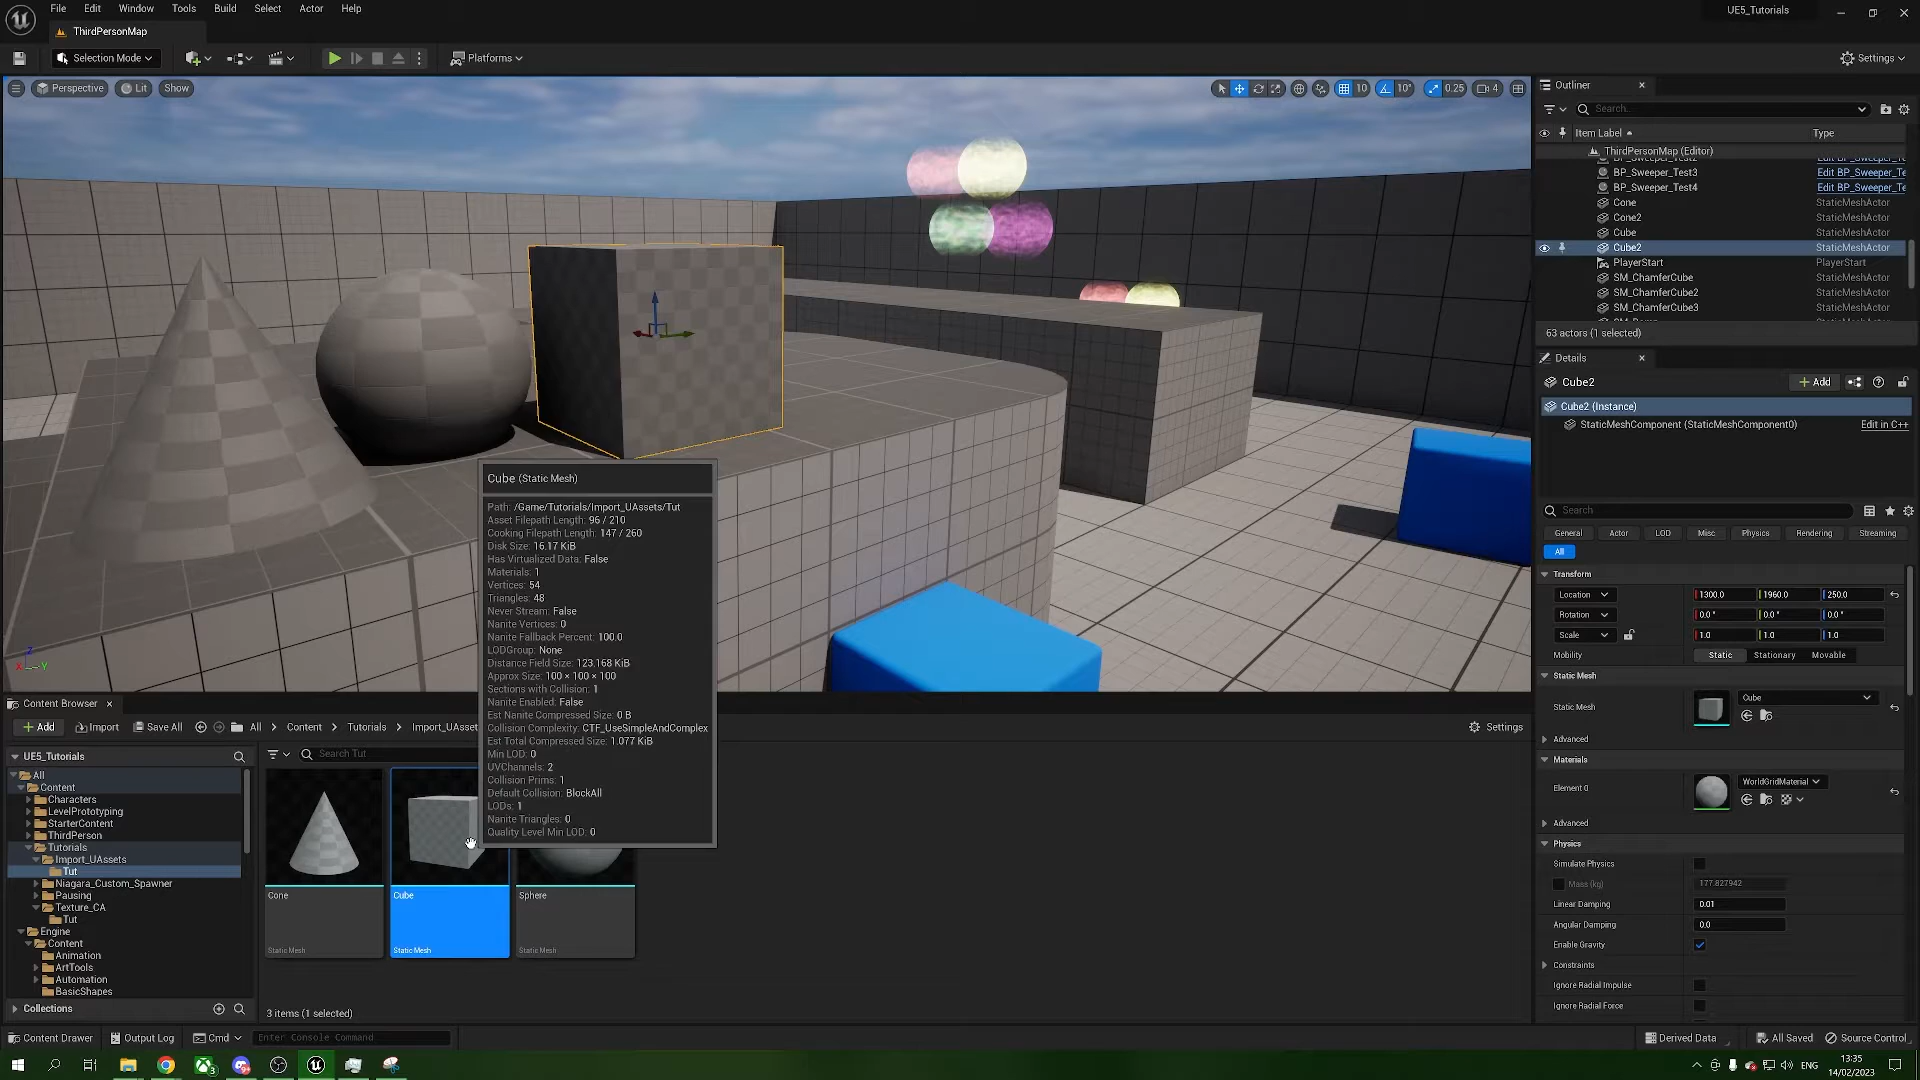 File Edit Window Tools Build Select Actor Help
UE5_Tutorials
ThirdPersonMap
Selection Mode
Platforms
Settings
Perspective
Lit
Show
10
10°
0.25
4
Outliner
Search...
Item Label
Type
ThirdPersonMap (Editor)
BP_Sweeper_Test2 Edit BP_Sweeper_Te
BP_Sweeper_Test3 Edit BP_Sweeper_Te
BP_Sweeper_Test4 Edit BP_Sweeper_Te
Cone StaticMeshActor
Cone2 StaticMeshActor
Cube StaticMeshActor
Cube2 StaticMeshActor
PlayerStart PlayerStart
SM_ChamferCube StaticMeshActor
SM_ChamferCube2 StaticMeshActor
SM_ChamferCube3 StaticMeshActor
63 actors (1 selected)
Details
Cube2
Add
Cube2 (Instance)
StaticMeshComponent (StaticMeshComponent0) Edit in C++
Search
General Actor LOD Misc Physics Rendering Streaming
All
Transform
Location 1300.0 1960.0 250.0
Rotation 0.0 ° 0.0 ° 0.0 °
Scale 1.0 1.0 1.0
Mobility Static Stationary Movable
Static Mesh
Static Mesh Cube
Advanced
Materials
Element 0 WorldGridMaterial
Advanced
Physics
Simulate Physics
Mass (kg) 177.827942
Linear Damping 0.01
Angular Damping 0.0
Enable Gravity
Constraints
Ignore Radial Impulse
Ignore Radial Force
Cube (Static Mesh)
Path: /Game/Tutorials/Import_UAssets/Tut
Asset Filepath Length: 96 / 210
Cooking Filepath Length: 147 / 260
Disk Size: 16.17 KiB
Has Virtualized Data: False
Materials: 1
Vertices: 54
Triangles: 48
Never Stream: False
Nanite Vertices: 0
Nanite Fallback Percent: 100.0
LODGroup: None
Distance Field Size: 123.168 KiB
Approx Size: 100 × 100 × 100
Sections with Collision: 1
Nanite Enabled: False
Est Nanite Compressed Size: 0 B
Collision Complexity: CTF_UseSimpleAndComplex
Est Total Compressed Size: 1.077 KiB
Min LOD: 0
UVChannels: 2
Collision Prims: 1
Default Collision: BlockAll
LODs: 1
Nanite Triangles: 0
Quality Level Min LOD: 0
Z
X
Y
Content Browser
Add Import Save All All Content Tutorials Import_UAsset Settings
UE5_Tutorials
Search Tut
All
Content
Characters
LevelPrototyping
StarterContent
ThirdPerson
Tutorials
Import_UAssets
Tut
Niagara_Custom_Spawner
Pausing
Texture_CA
Tut
Engine
Content
Animation
ArtTools
Automation
BasicShapes
Collections
Cone
Static Mesh
Cube
Static Mesh
Sphere
Static Mesh
3 items (1 selected)
Content Drawer Output Log Cmd Enter Console Command Derived Data All Saved Source Control
ENG
13:35
14/02/2023